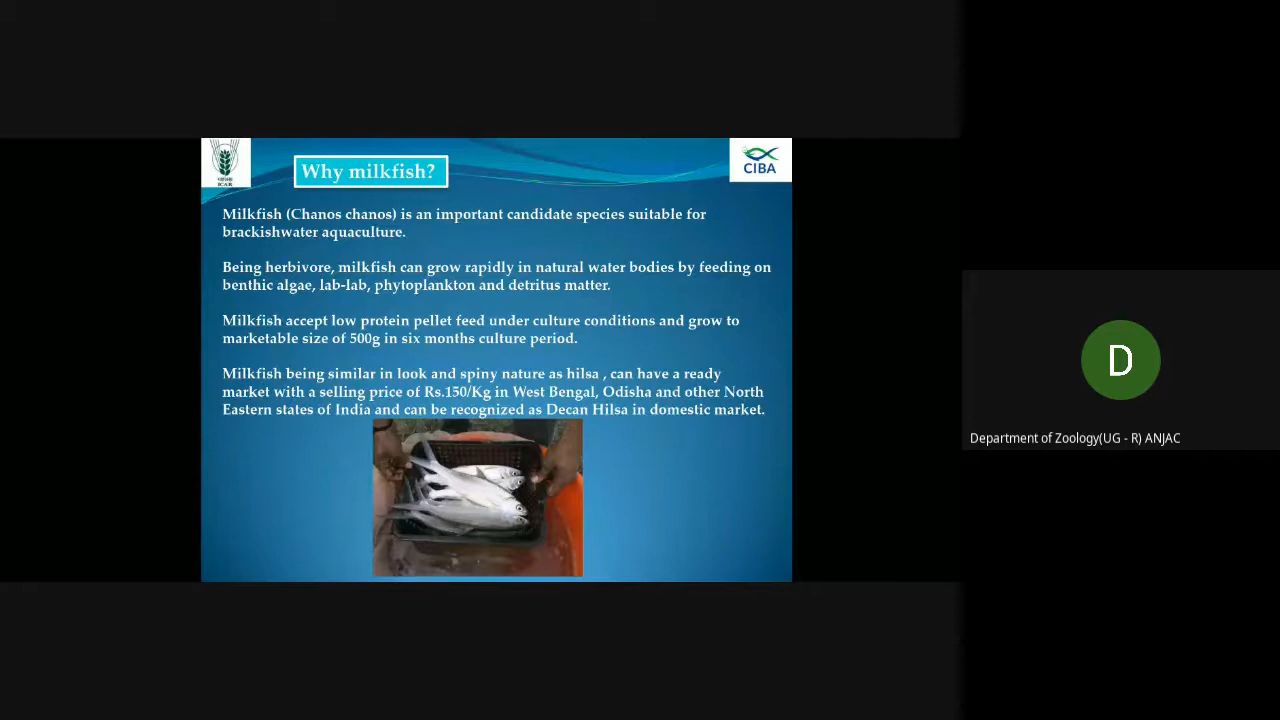 Why milkfish?
ICAR
CIBA
Milkfish (Chanos chanos) is an important candidate species suitable for
brackishwater aquaculture.
Being herbivore, milkfish can grow rapidly in natural water bodies by feeding on
benthic algae, lab-lab, phytoplankton and detritus matter.
Milkfish accept low protein pellet feed under culture conditions and grow to
marketable size of 500g in six months culture period.
Milkfish being similar in look and spiny nature as hilsa , can have a ready
market with a selling price of Rs.150/Kg in West Bengal, Odisha and other North
Eastern states of India and can be recognized as Decan Hilsa in domestic market.
D
Department of Zoology(UG - R) ANJAC